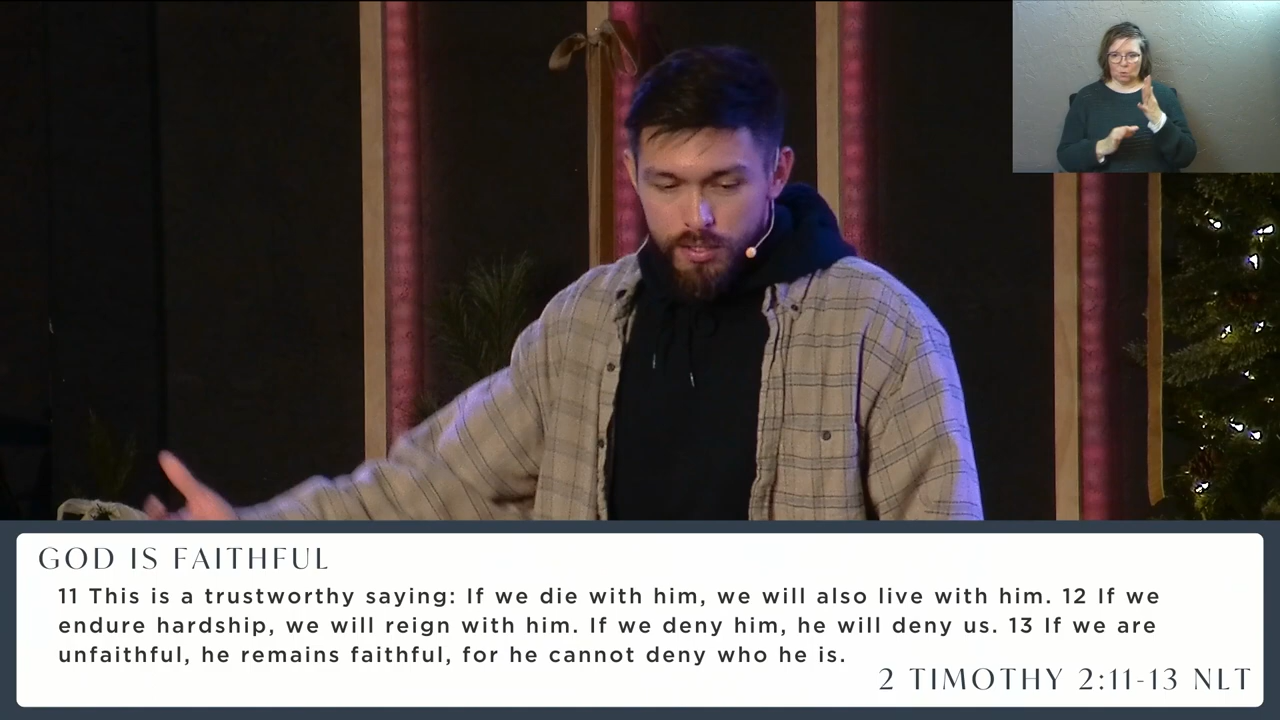 GOD IS FAITHFUL
11 This is a trustworthy saying: If we die with him, we will also live with him. 12 If we
endure hardship, we will reign with him. If we deny him, he will deny us. 13 If we are
unfaithful, he remains faithful, for he cannot deny who he is.
2 TIMOTHY 2:11-13 NLT